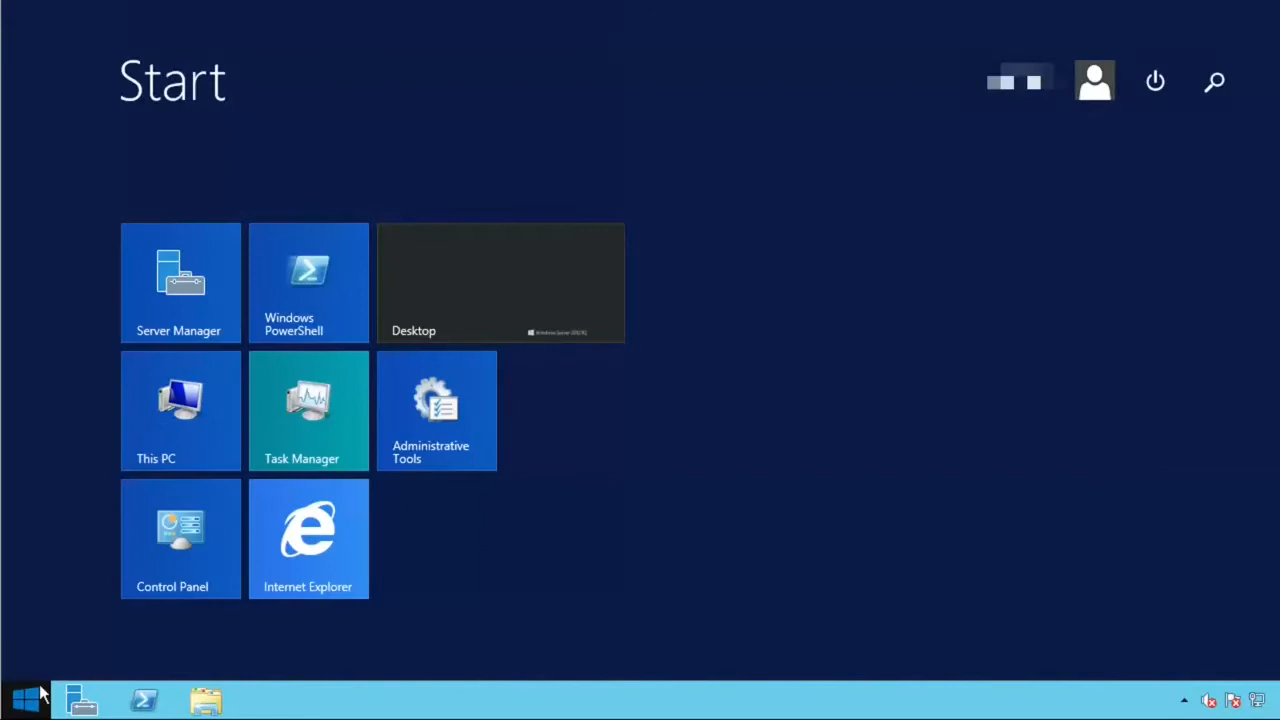 Start
Server Manager
Windows
PowerShell
Desktop
This PC
Task Manager
Administrative
Tools
Control Panel
Internet Explorer